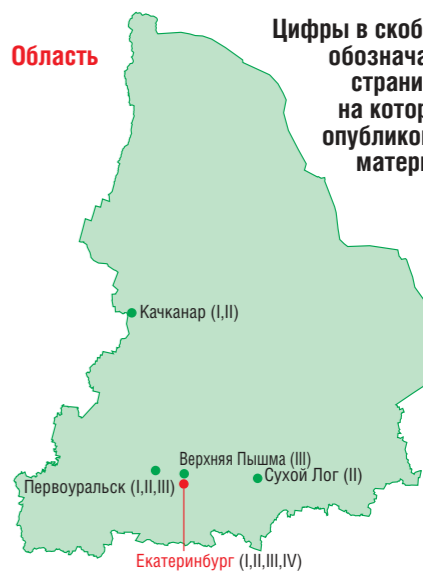 Область
Цифры в скоб
обознача
страни
на котор
опубликов
матери
Качканар (I,II)
Верхняя Пышма (III)
Первоуральск (I,II,III)
Сухой Лог (II)
Екатеринбург (I,II,III,IV)